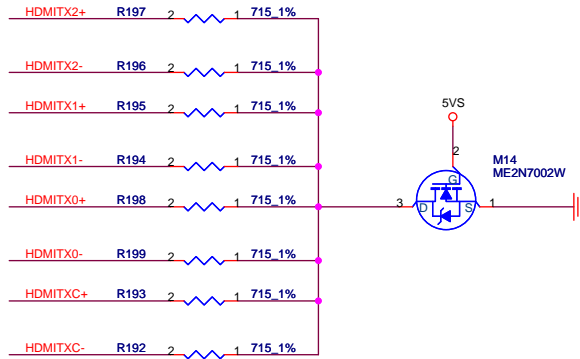 HDMITX2+ R197 2 1 715_1%
HDMITX2- R196 2 1 715_1%
HDMITX1+ R195 2 1 715_1%
5VS
2
HDMITX1- R194 2 1 715_1%
M14
ME2N7002W
G
HDMITX0+ R198 2 1 715_1%
3 D S 1
HDMITX0- R199 2 1 715_1%
HDMITXC+ R193 2 1 715_1%
HDMITXC- R192 2 1 715_1%